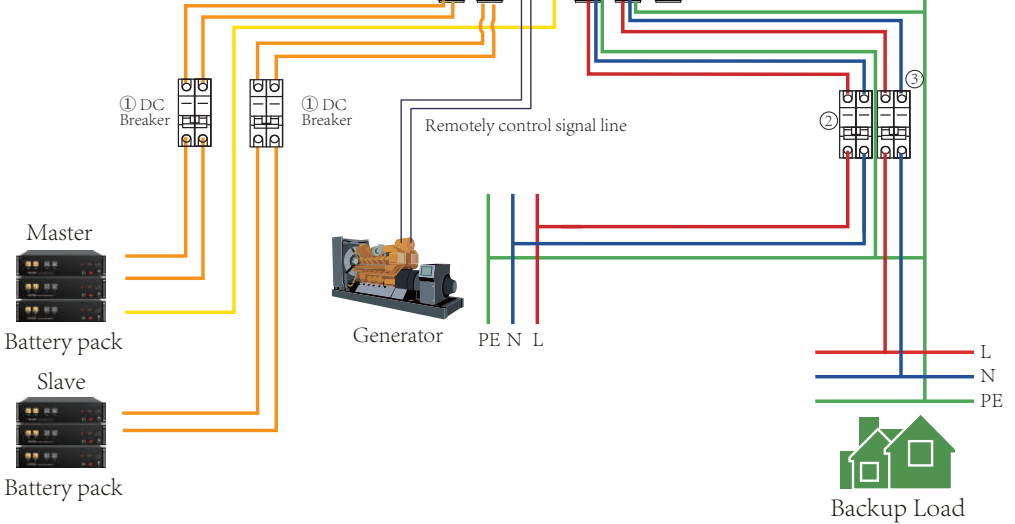 ① DC
Breaker
① DC
Breaker
③
②
Remotely control signal line
Master
Battery pack
Generator
PE N L
L
N
PE
Slave
Battery pack
Backup Load